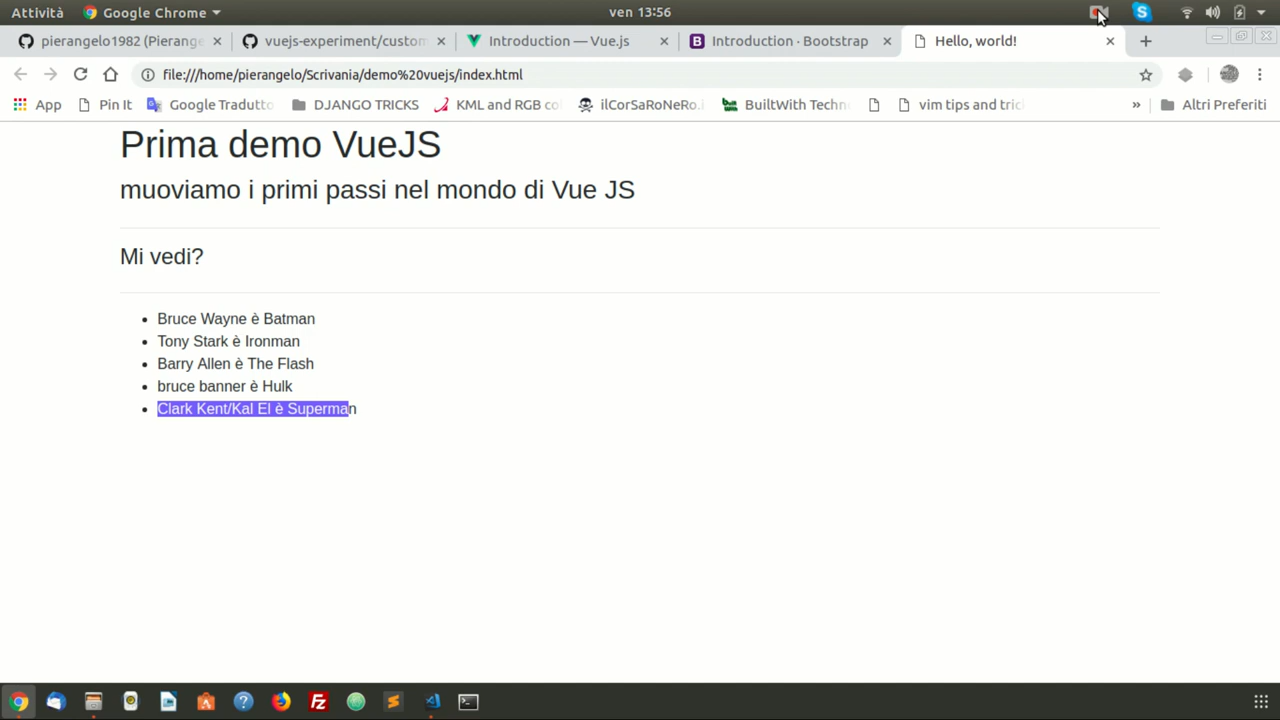 Attività Google Chrome ven 13:56
pierangelo1982 (Pierange vuejs-experiment/custom Introduction — Vue.js Introduction · Bootstrap Hello, world!
file:///home/pierangelo/Scrivania/demo%20vuejs/index.html
App Pin It Google Tradutto DJANGO TRICKS KML and RGB co ilCorSaRoNeRo.i BuiltWith Techn vim tips and tric » Altri Preferiti
Prima demo VueJS
muoviamo i primi passi nel mondo di Vue JS
Mi vedi?
Bruce Wayne è Batman
Tony Stark è Ironman
Barry Allen è The Flash
bruce banner è Hulk
Clark Kent/Kal El è Superman